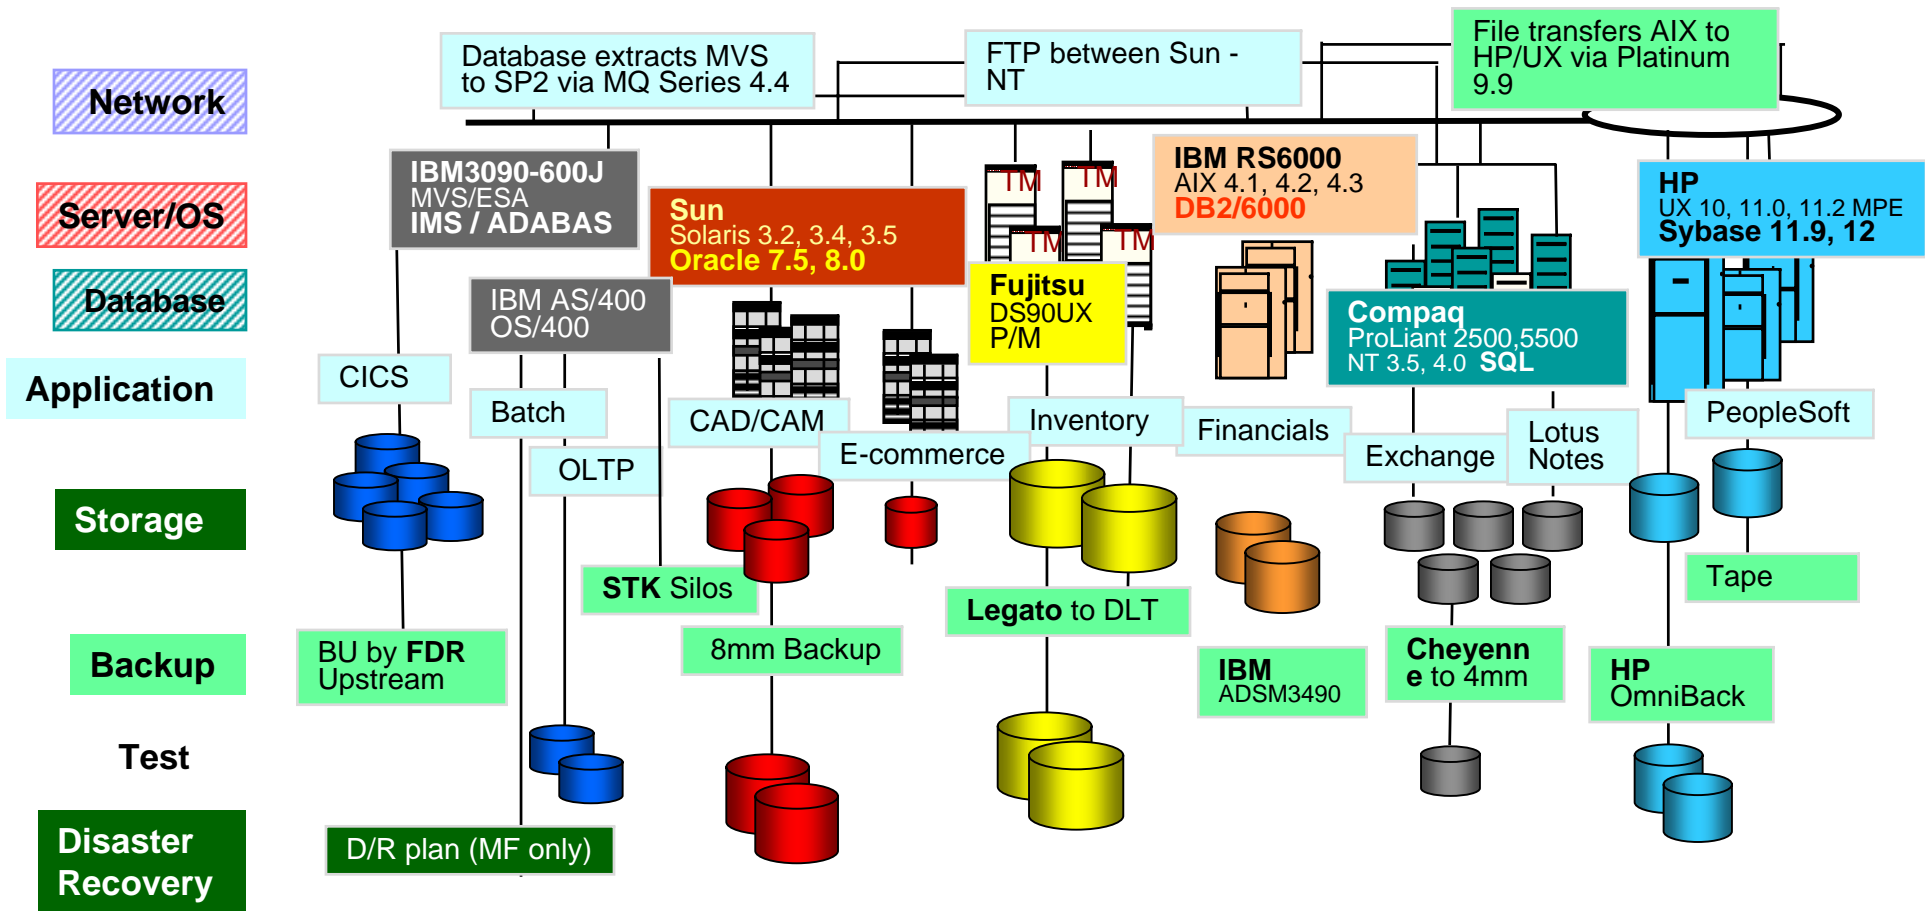 Database extracts MVS
to SP2 via MQ Series 4.4
FTP between Sun -
NT
File transfers AIX to
HP/UX via Platinum
9.9
Network
Server/OS
Database
Application
Storage
Backup
Test
Disaster
Recovery
IBM3090-600J
MVS/ESA
IMS / ADABAS
Sun
Solaris 3.2, 3.4, 3.5
Oracle 7.5, 8.0
TM
TM
TM
TM
IBM RS6000
AIX 4.1, 4.2, 4.3
DB2/6000
HP
UX 10, 11.0, 11.2 MPE
Sybase 11.9, 12
IBM AS/400
OS/400
Fujitsu
DS90UX
P/M
Compaq
ProLiant 2500,5500
NT 3.5, 4.0 SQL
CICS
Batch
OLTP
CAD/CAM
E-commerce
Inventory
Financials
Exchange
Lotus
Notes
PeopleSoft
STK Silos
Legato to DLT
Tape
BU by FDR
Upstream
8mm Backup
IBM
ADSM3490
Cheyenn
e to 4mm
HP
OmniBack
D/R plan (MF only)